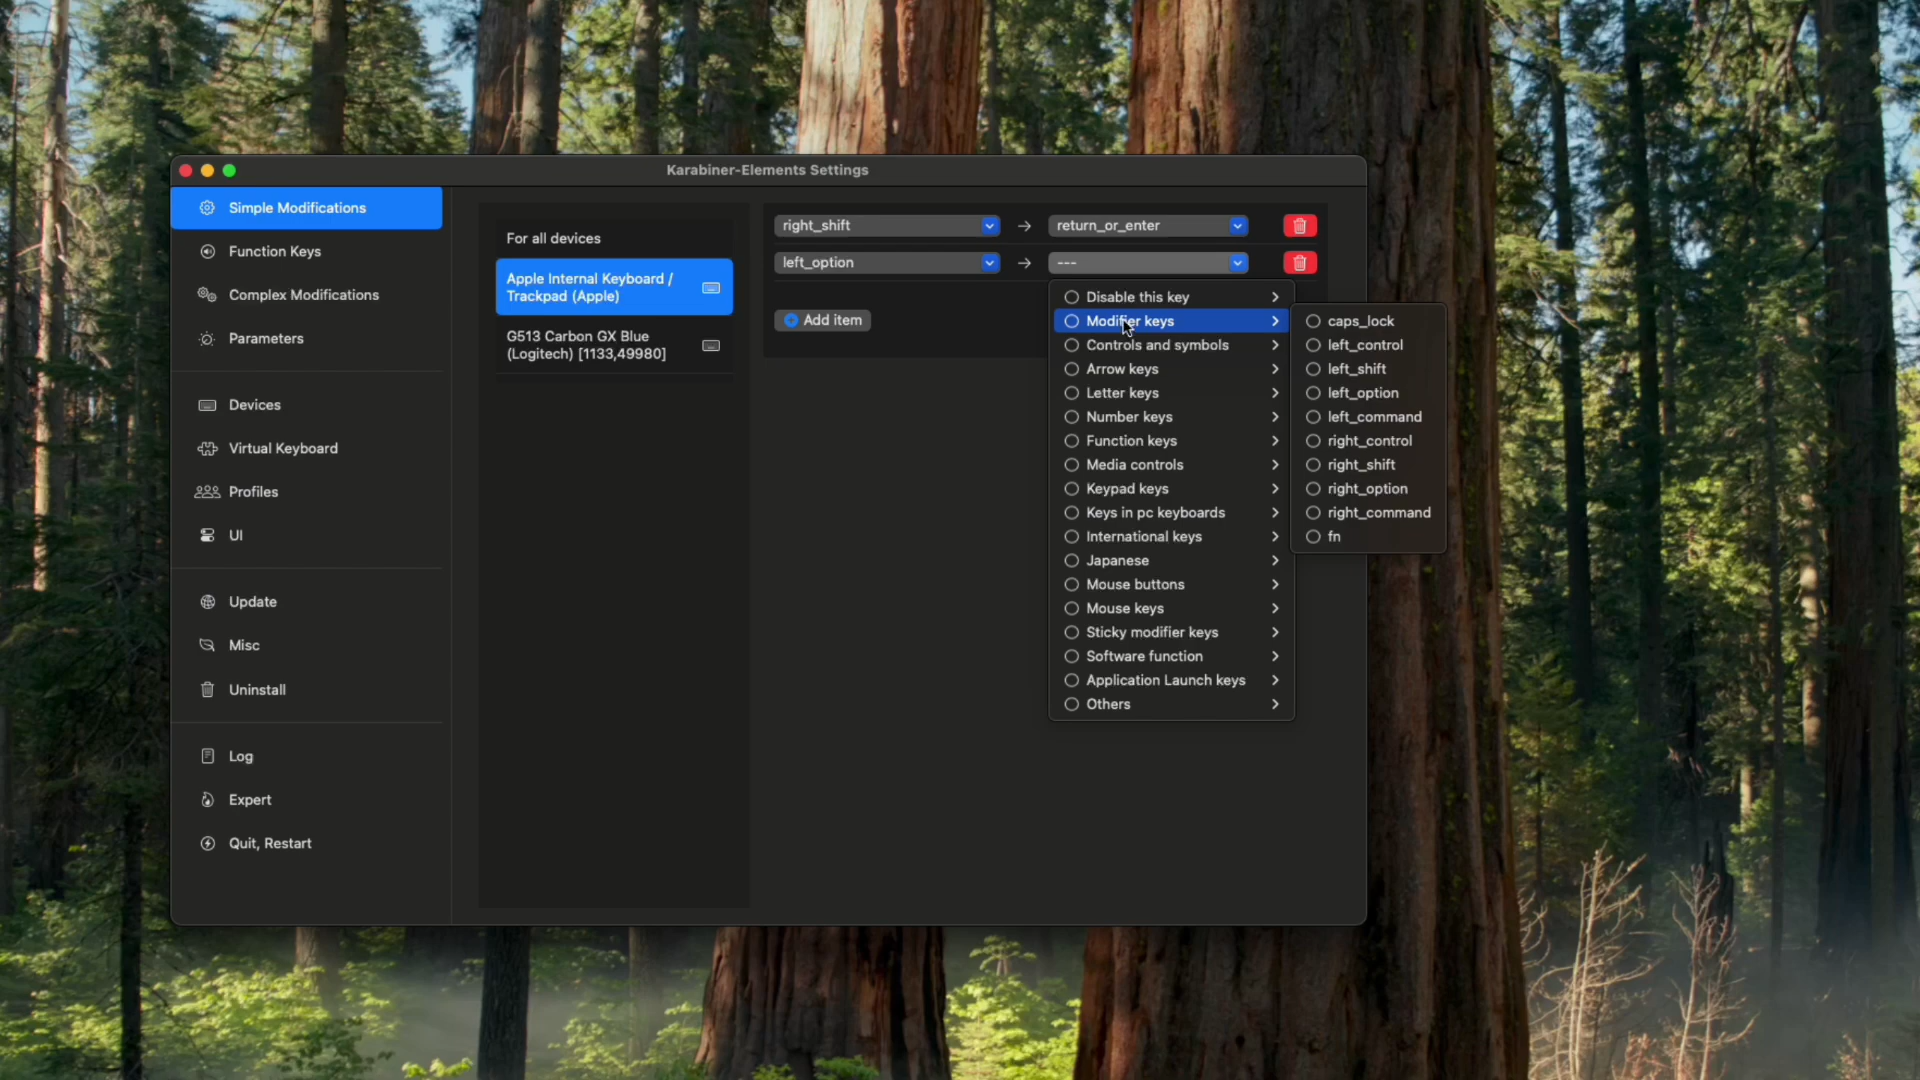 Karabiner-Elements Settings
Simple Modifications
Function Keys
Complex Modifications
Parameters
Devices
Virtual Keyboard
Profiles
UI
Update
Misc
Uninstall
Log
Expert
Quit, Restart
For all devices
Apple Internal Keyboard /
Trackpad (Apple)
G513 Carbon GX Blue
(Logitech) [1133,49980]
right_shift → return_or_enter
left_option → ---
Add item
Disable this key
Modifier keys
Controls and symbols
Arrow keys
Letter keys
Number keys
Function keys
Media controls
Keypad keys
Keys in pc keyboards
International keys
Japanese
Mouse buttons
Mouse keys
Sticky modifier keys
Software function
Application Launch keys
Others
caps_lock
left_control
left_shift
left_option
left_command
right_control
right_shift
right_option
right_command
fn